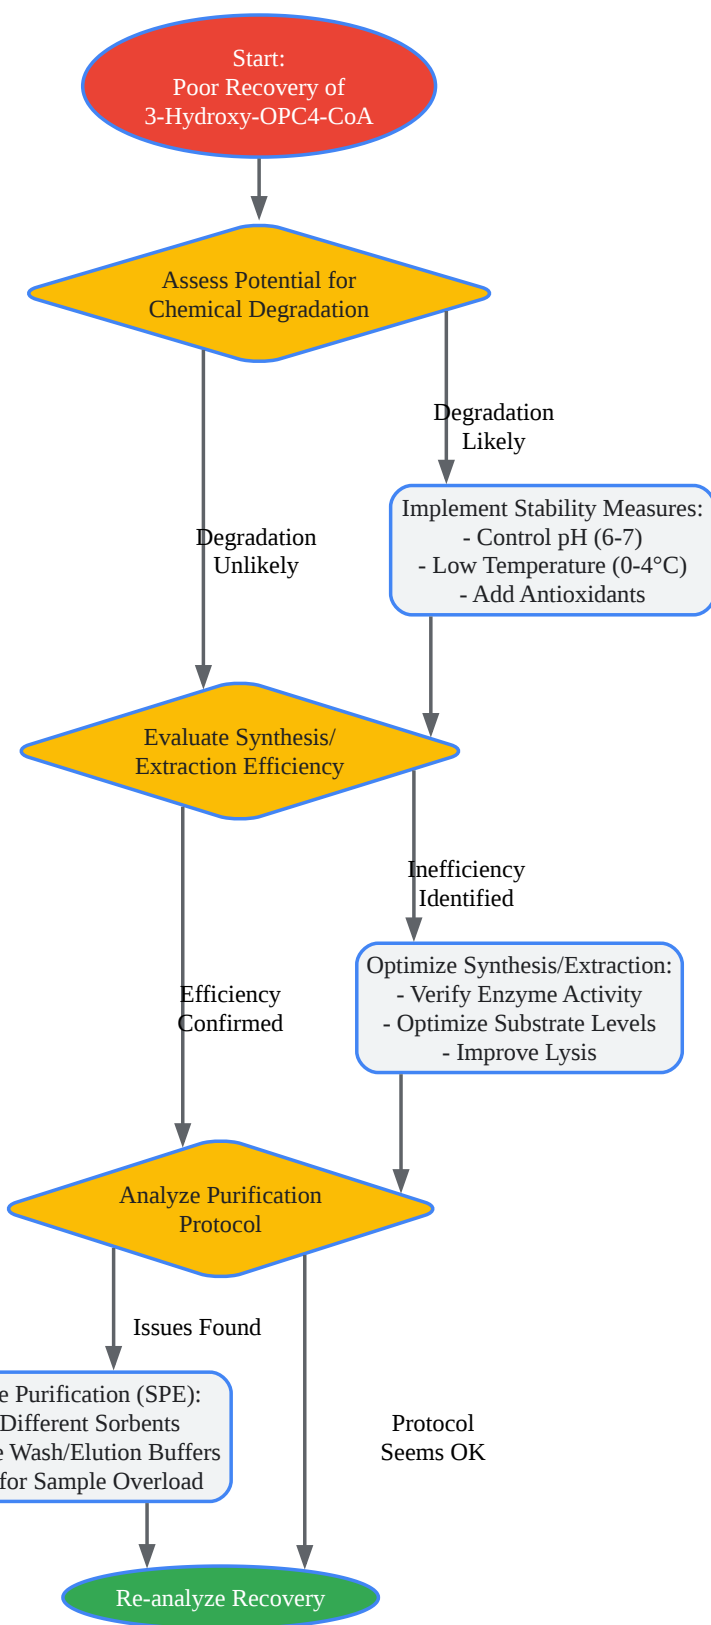 Start:
Poor Recovery of
3-Hydroxy-OPC4-CoA
Assess Potential for
Chemical Degradation
Degradation
Likely
Implement Stability Measures:
- Control pH (6-7)
- Low Temperature (0-4°C)
- Add Antioxidants
Degradation
Unlikely
Evaluate Synthesis/
Extraction Efficiency
Inefficiency
Identified
Optimize Synthesis/Extraction:
- Verify Enzyme Activity
- Optimize Substrate Levels
- Improve Lysis
Efficiency
Confirmed
Analyze Purification
Protocol
Issues Found
Purification (SPE):
Different Sorbents
Wash/Elution Buffers
for Sample Overload
Protocol
Seems OK
Re-analyze Recovery